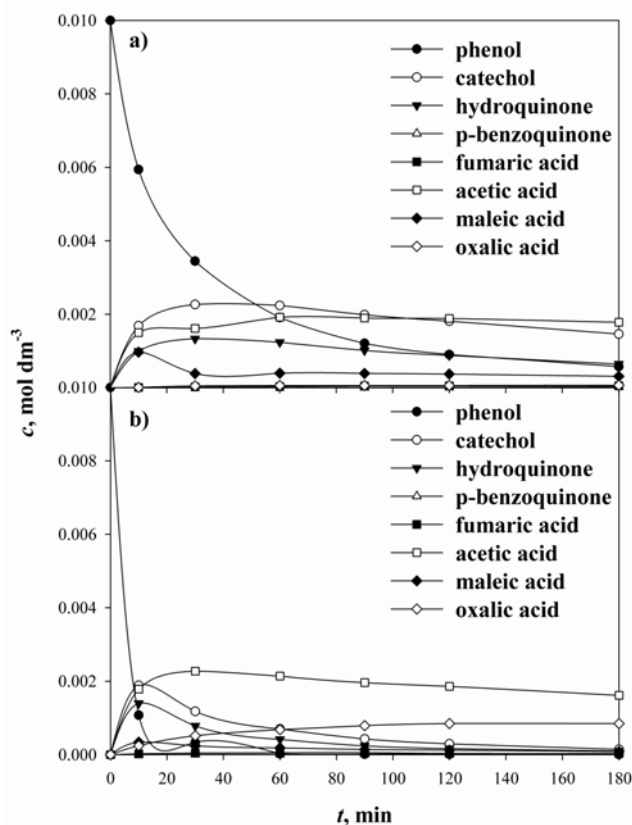 0.010
a)
phenol
catechol
hydroquinone
p-benzoquinone
fumaric acid
acetic acid
maleic acid
oxalic acid
0.008
0.006
0.004
0.002
0.010
b)
phenol
catechol
hydroquinone
p-benzoquinone
fumaric acid
acetic acid
maleic acid
oxalic acid
0.008
0.006
0.004
0.002
0.000
c, mol dm-3
0 20 40 60 80 100 120 140 160 180
t, min